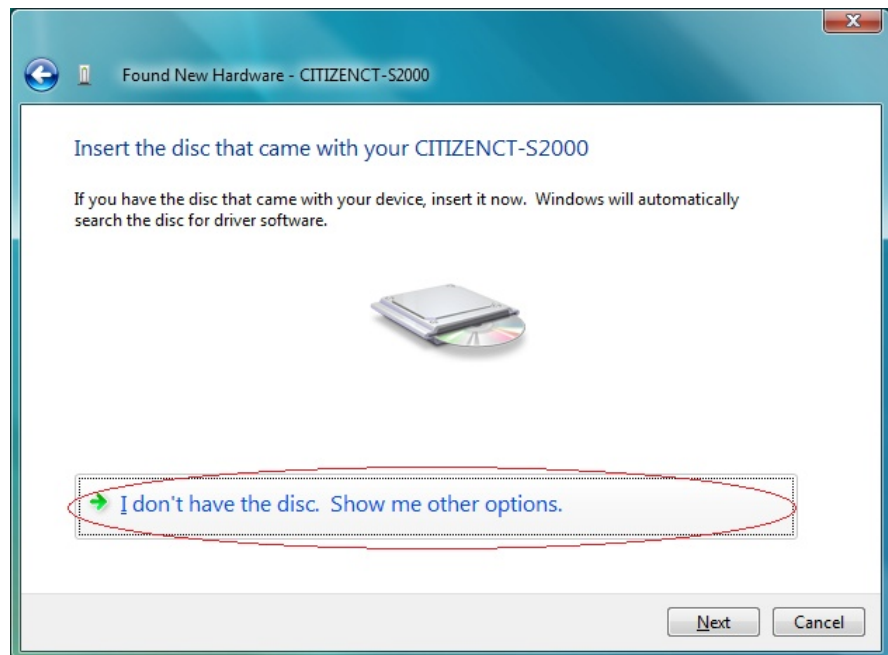 Found New Hardware - CITIZENCT-S2000
Insert the disc that came with your CITIZENCT-S2000
If you have the disc that came with your device, insert it now.  Windows will automatically
search the disc for driver software.
I don't have the disc.  Show me other options.
Next
Cancel